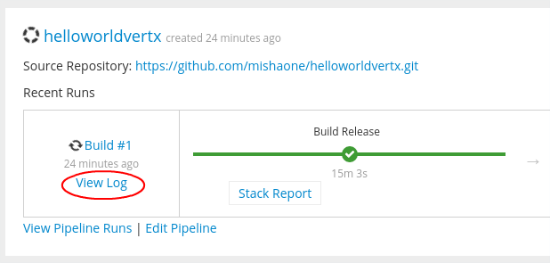 helloworldvertx created 24 minutes ago
Source Repository: https://github.com/mishaone/helloworldvertx.git
Recent Runs
Build #1
24 minutes ago
View Log
Build Release
15m 3s
Stack Report
View Pipeline Runs | Edit Pipeline